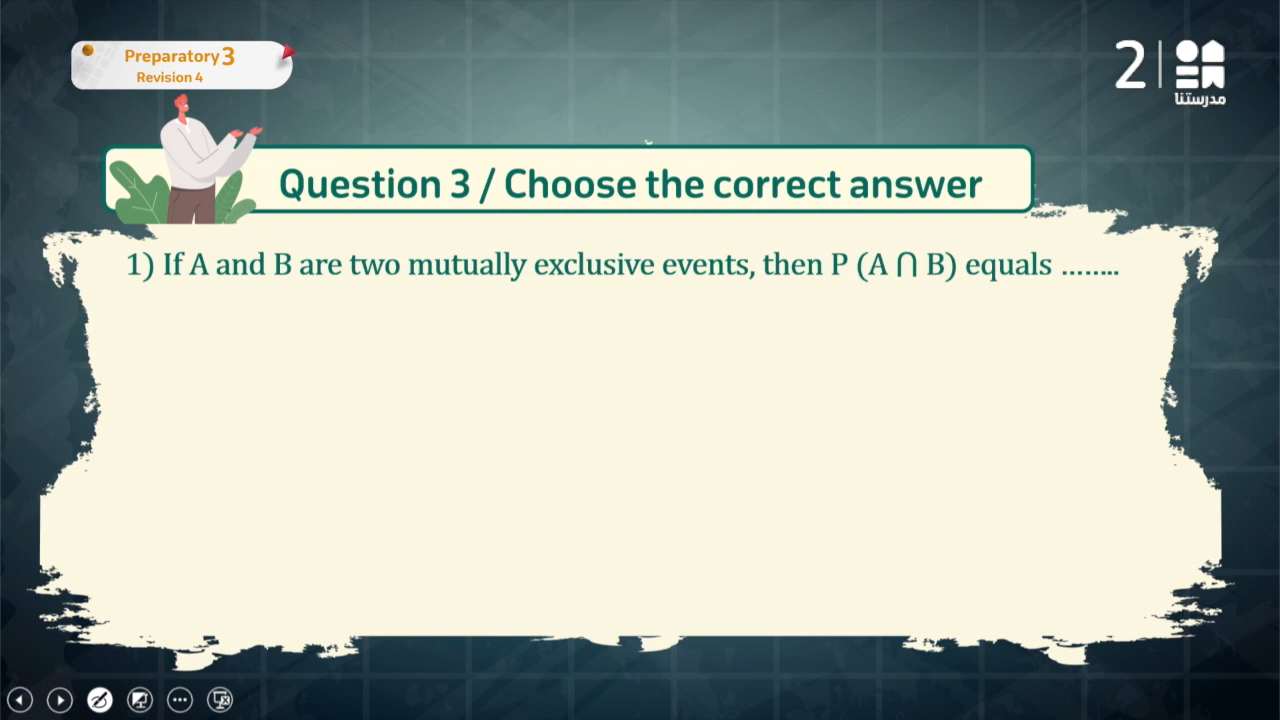 Preparatory 3
Revision 4
2
مدرستنا
Question 3 / Choose the correct answer
1) If A and B are two mutually exclusive events, then P (A ⋂ B) equals ........